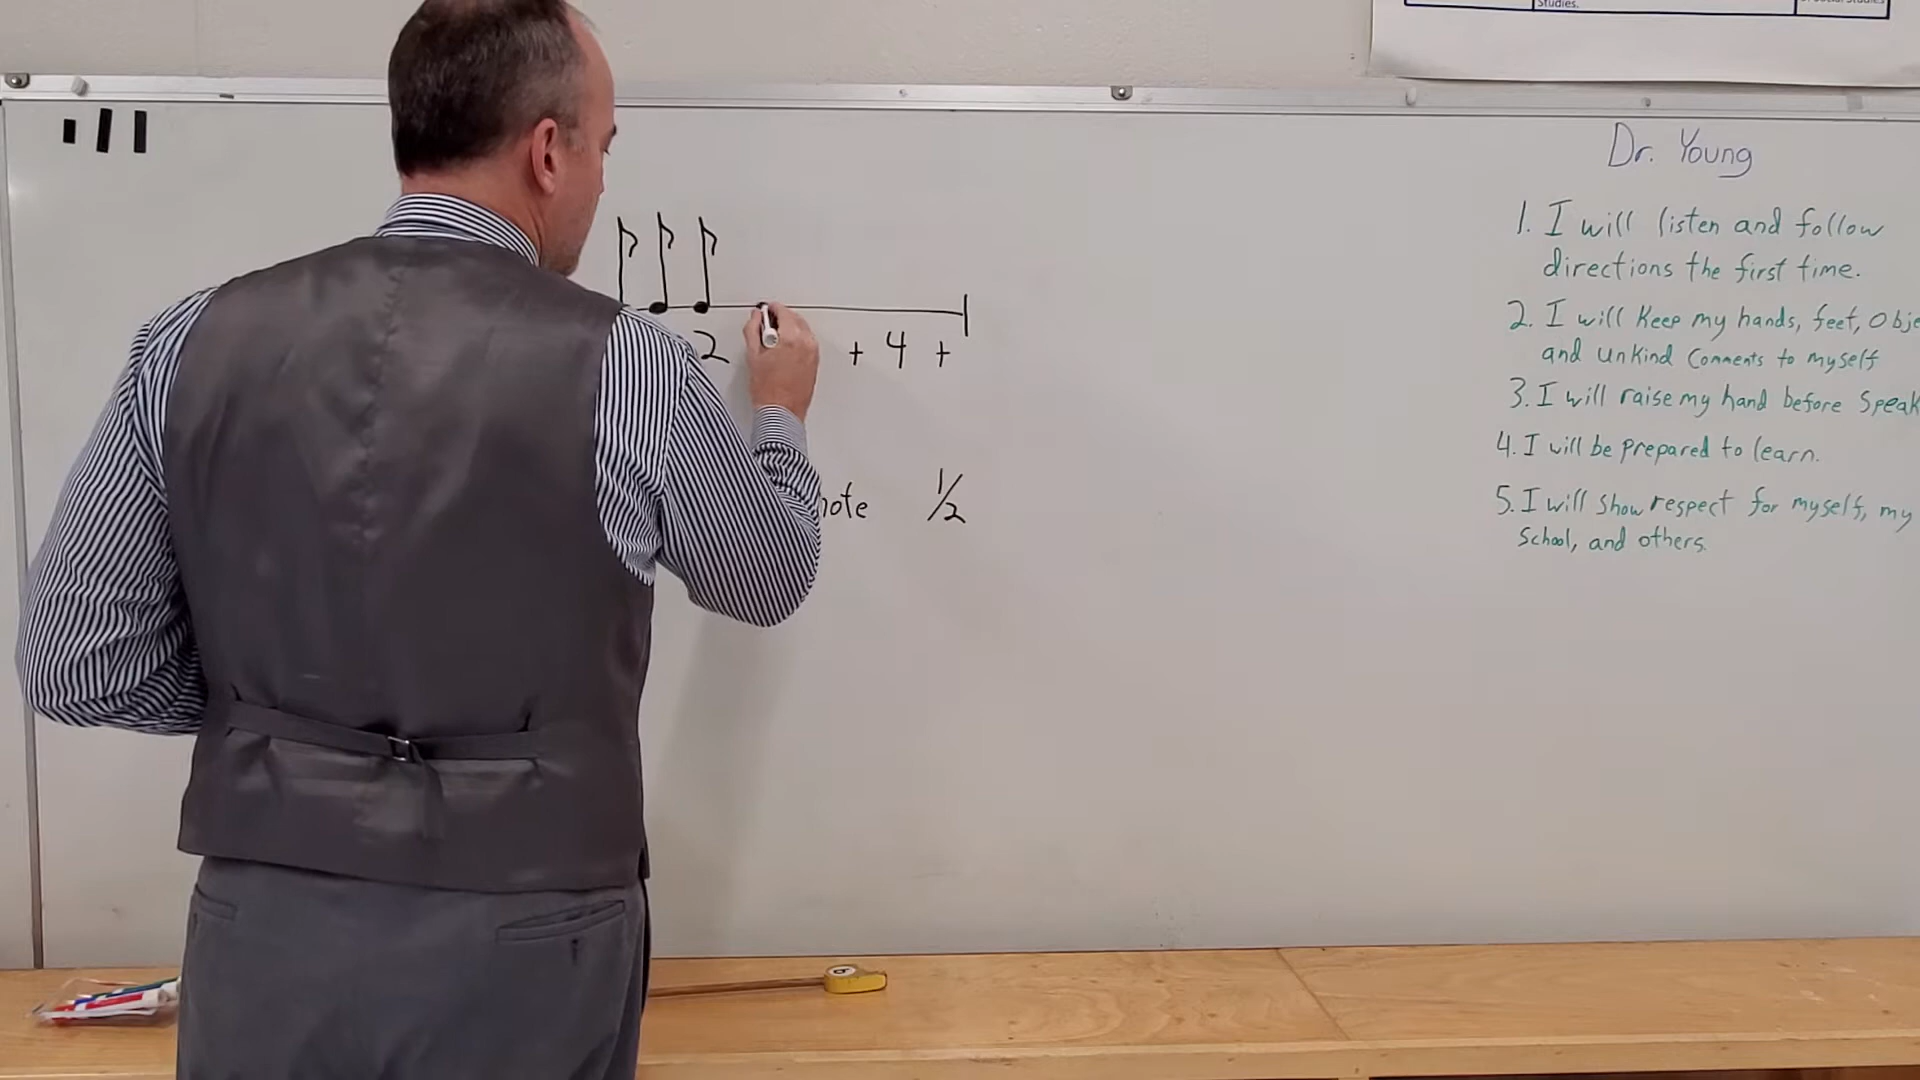 Studies.
Dr. Young
1. I will listen and follow
directions the first time.
2. I will Keep my hands, feet, Obje
and unkind Comments to myself
3. I will raise my hand before Speak
4. I will be prepared to learn.
5. I will show respect for myself, my
School, and others.
2 + 4 +
note 1/2